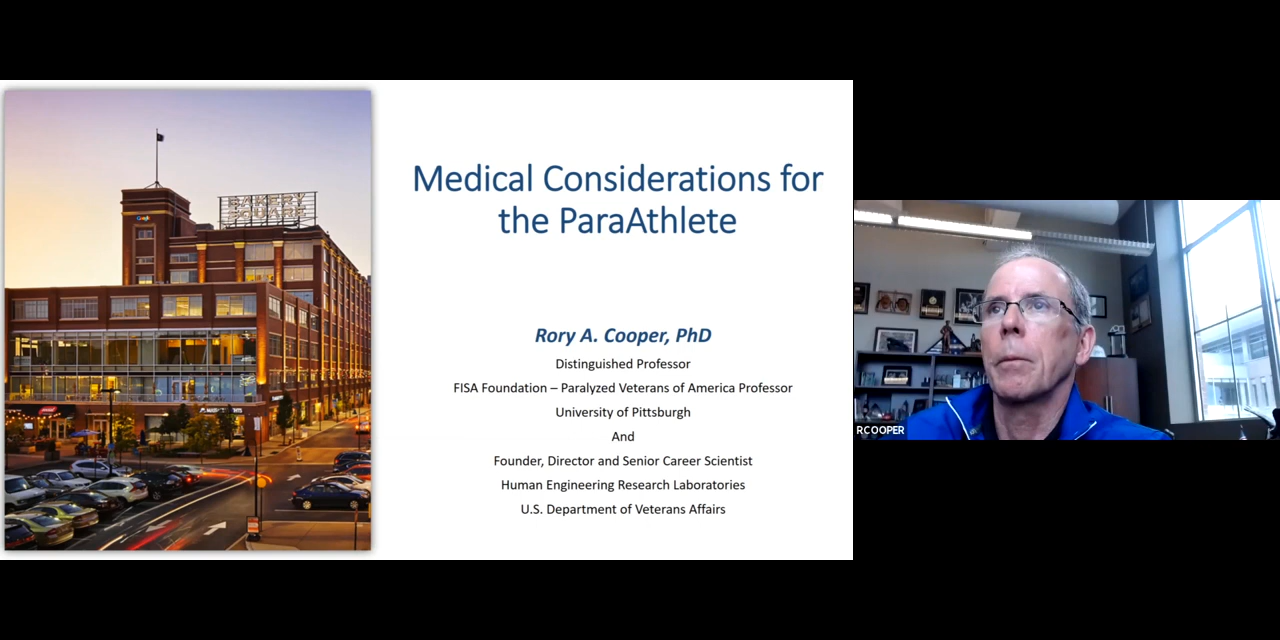 BAKERY
SQUARE
Google
Medical Considerations for
the ParaAthlete
Rory A. Cooper, PhD
Distinguished Professor
FISA Foundation – Paralyzed Veterans of America Professor
University of Pittsburgh
And
Founder, Director and Senior Career Scientist
Human Engineering Research Laboratories
U.S. Department of Veterans Affairs
RCOOPER